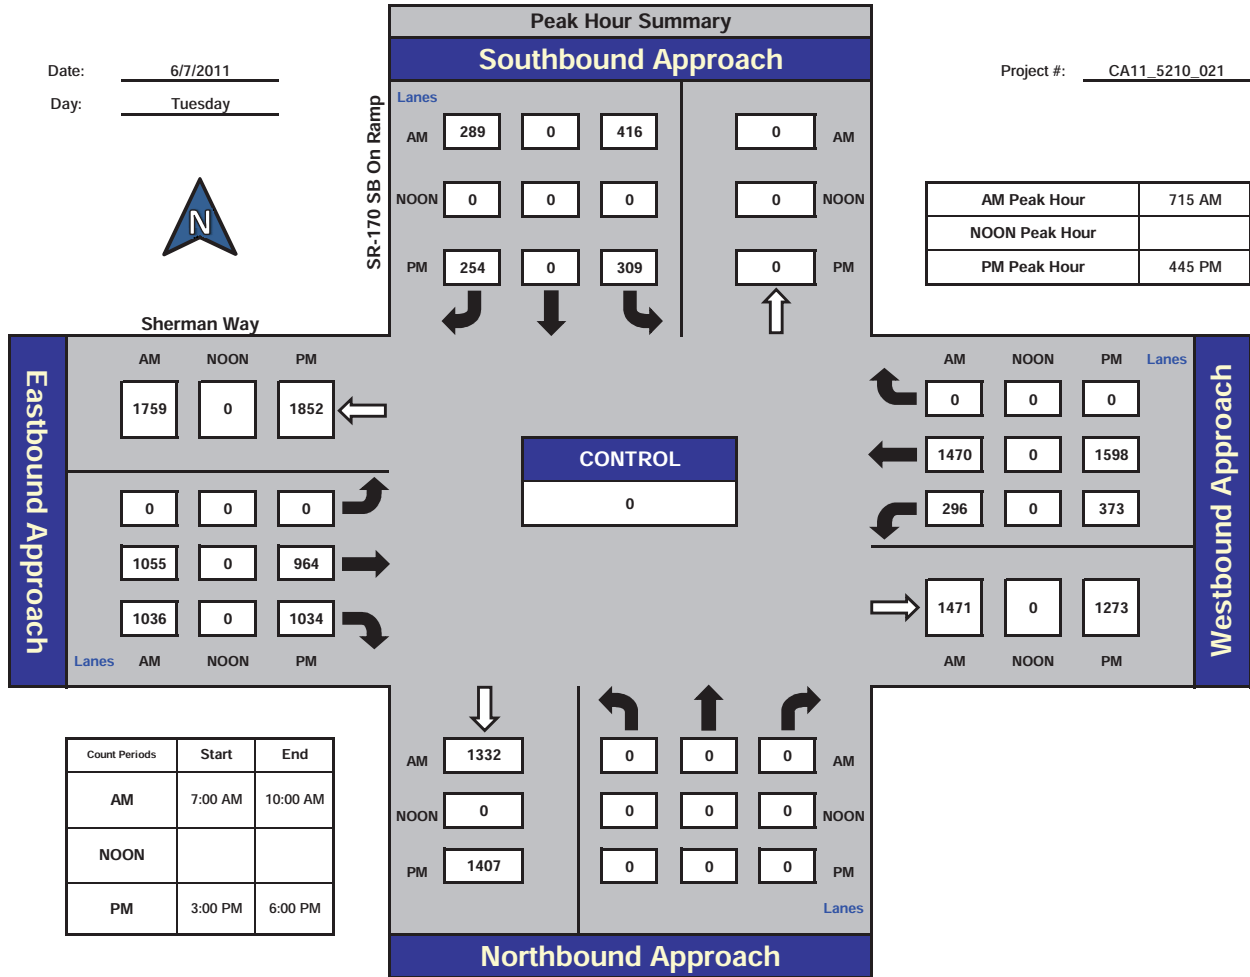 Peak Hour Summary
Southbound Approach
Date: 6/7/2011
Project #: CA11_5210_021
Day: Tuesday
Lanes
SR-170 SB On Ramp
AM 289 0 416 0 AM
NOON 0 0 0 0 NOON
PM 254 0 309 0 PM
N
AM Peak Hour 715 AM
NOON Peak Hour
PM Peak Hour 445 PM
Sherman Way
Eastbound Approach
AM NOON PM
1759 0 1852
0 0 0
1055 0 964
1036 0 1034
Lanes AM NOON PM
CONTROL
0
AM NOON PM Lanes
0 0 0
1470 0 1598
296 0 373
1471 0 1273
AM NOON PM
Westbound Approach
Count Periods Start End
AM 7:00 AM 10:00 AM
NOON
PM 3:00 PM 6:00 PM
AM 1332 0 0 0 AM
NOON 0 0 0 0 NOON
PM 1407 0 0 0 PM
Lanes
Northbound Approach